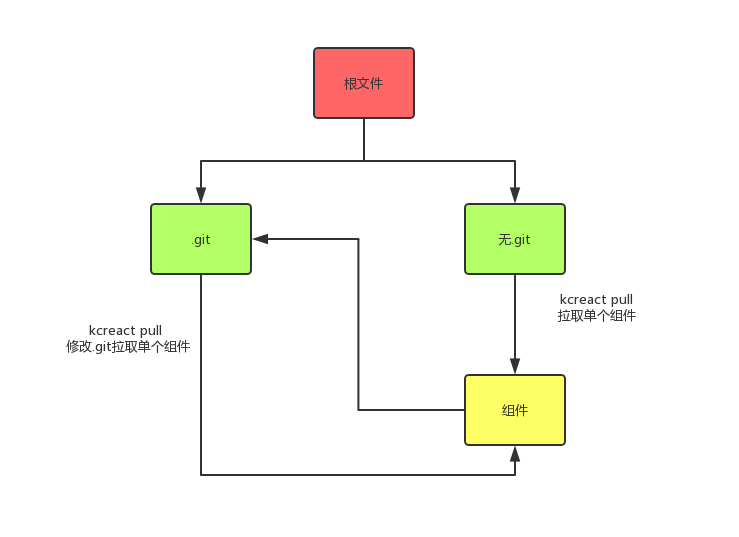 根文件
.git
无.git
kcreact pull
拉取单个组件
kcreact pull
修改.git拉取单个组件
组件